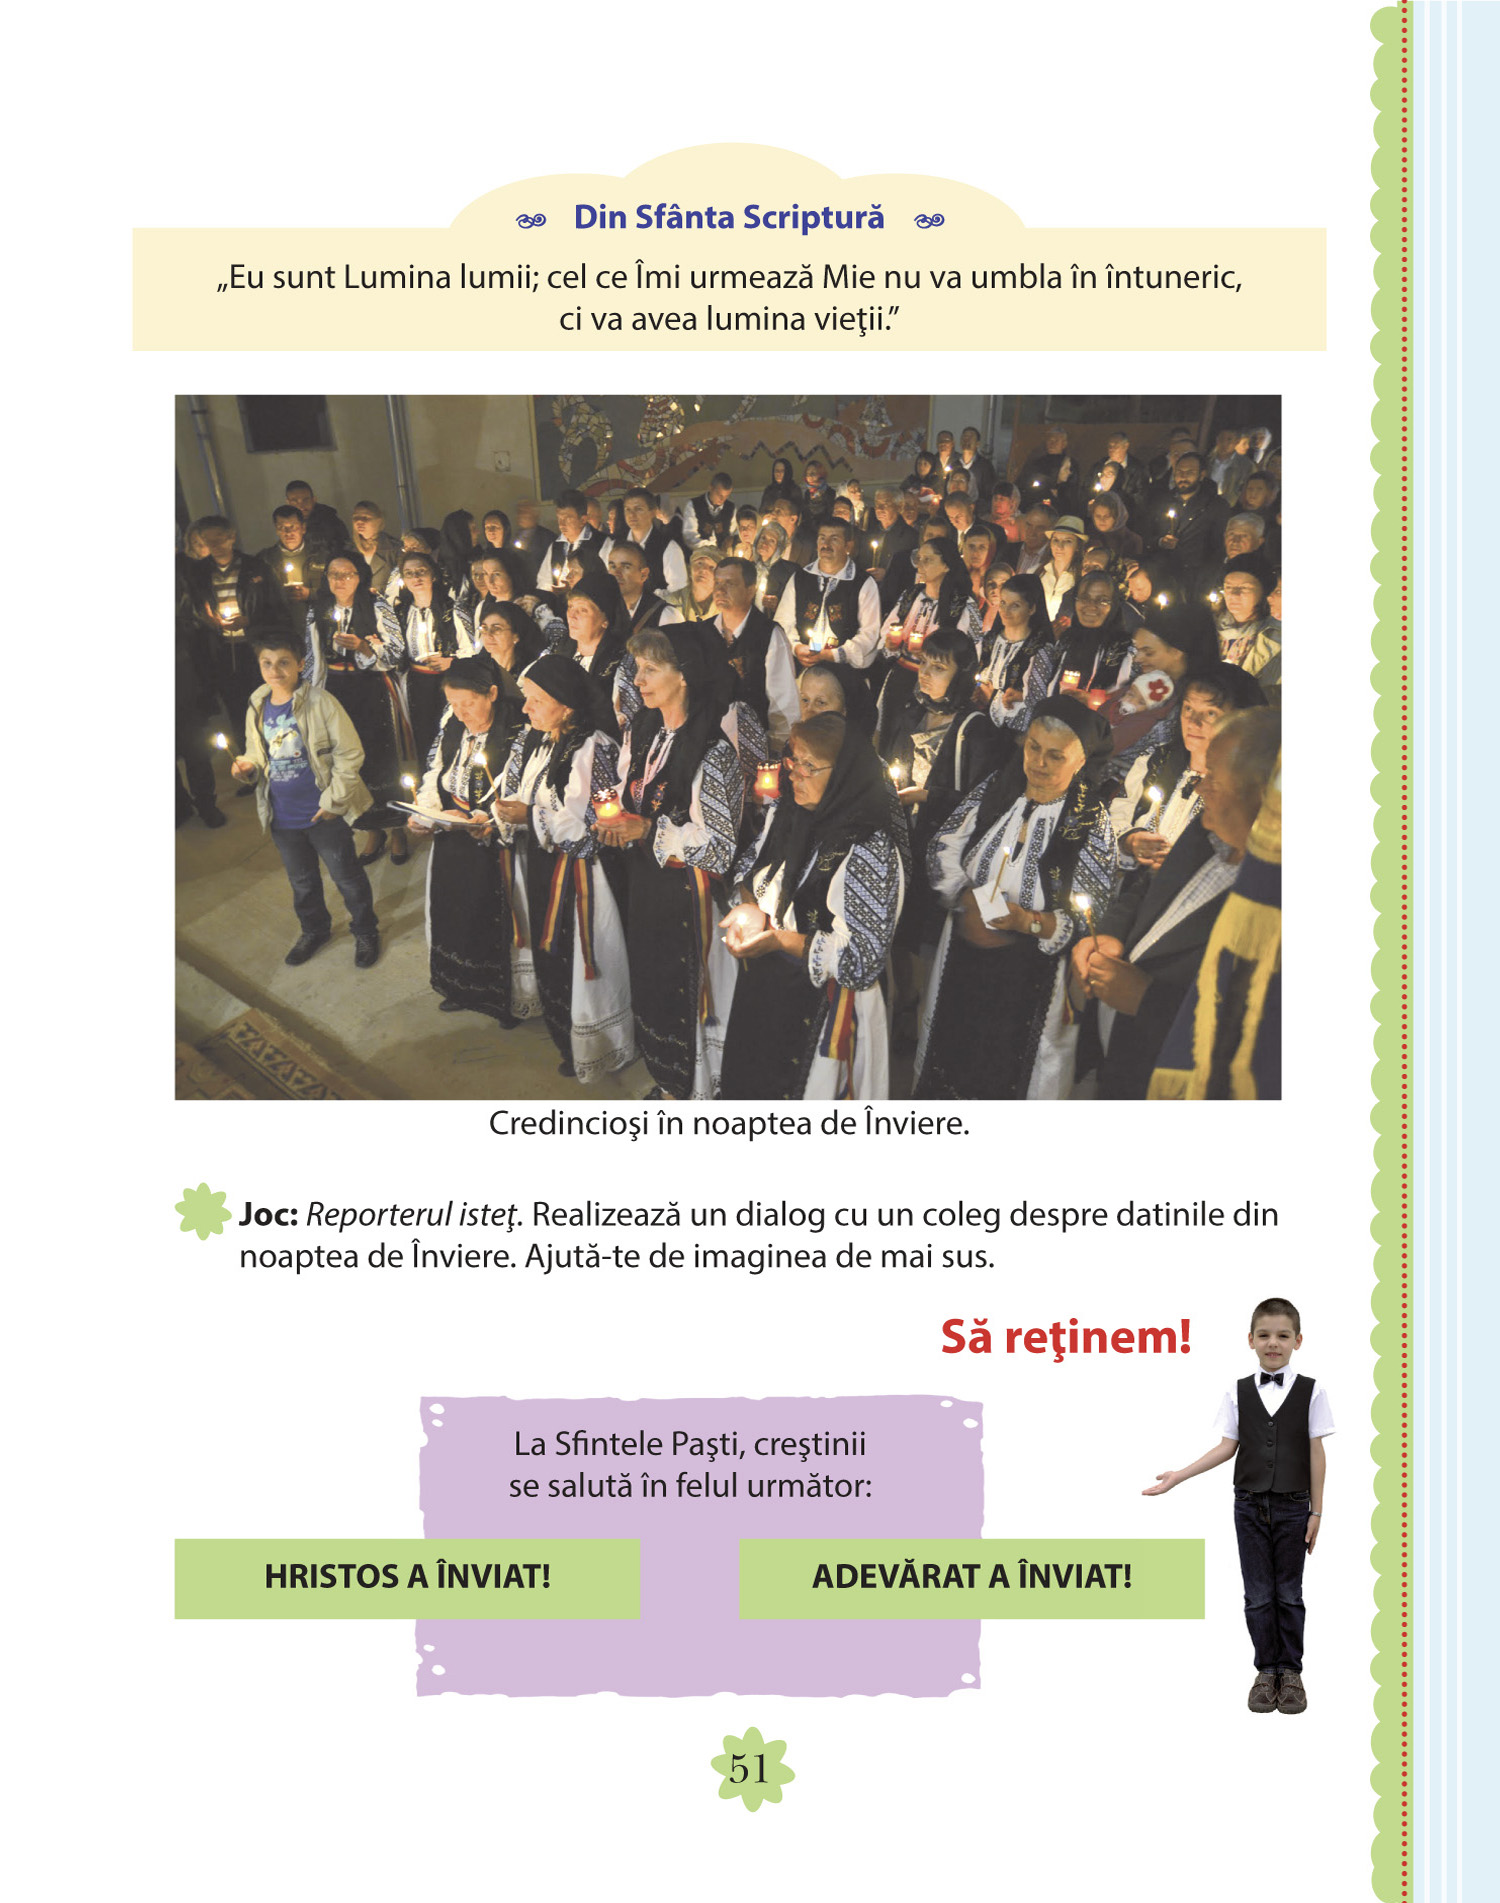 Din Sfânta Scriptură
„Eu sunt Lumina lumii; cel ce Îmi urmează Mie nu va umbla în întuneric,
ci va avea lumina vieţii.”
Credincioşi în noaptea de Înviere.
Joc: Reporterul isteţ. Realizează un dialog cu un coleg despre datinile din
noaptea de Înviere. Ajută-te de imaginea de mai sus.
Să reţinem!
La Sfintele Paşti, creştinii
se salută în felul următor:
HRISTOS A ÎNVIAT!
ADEVĂRAT A ÎNVIAT!
51